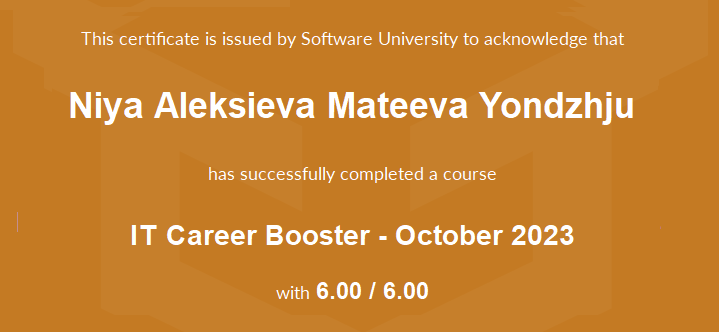 This certificate is issued by Software University to acknowledge that
Niya Aleksieva Mateeva Yondzhju
has successfully completed a course
IT Career Booster - October 2023
with 6.00 / 6.00